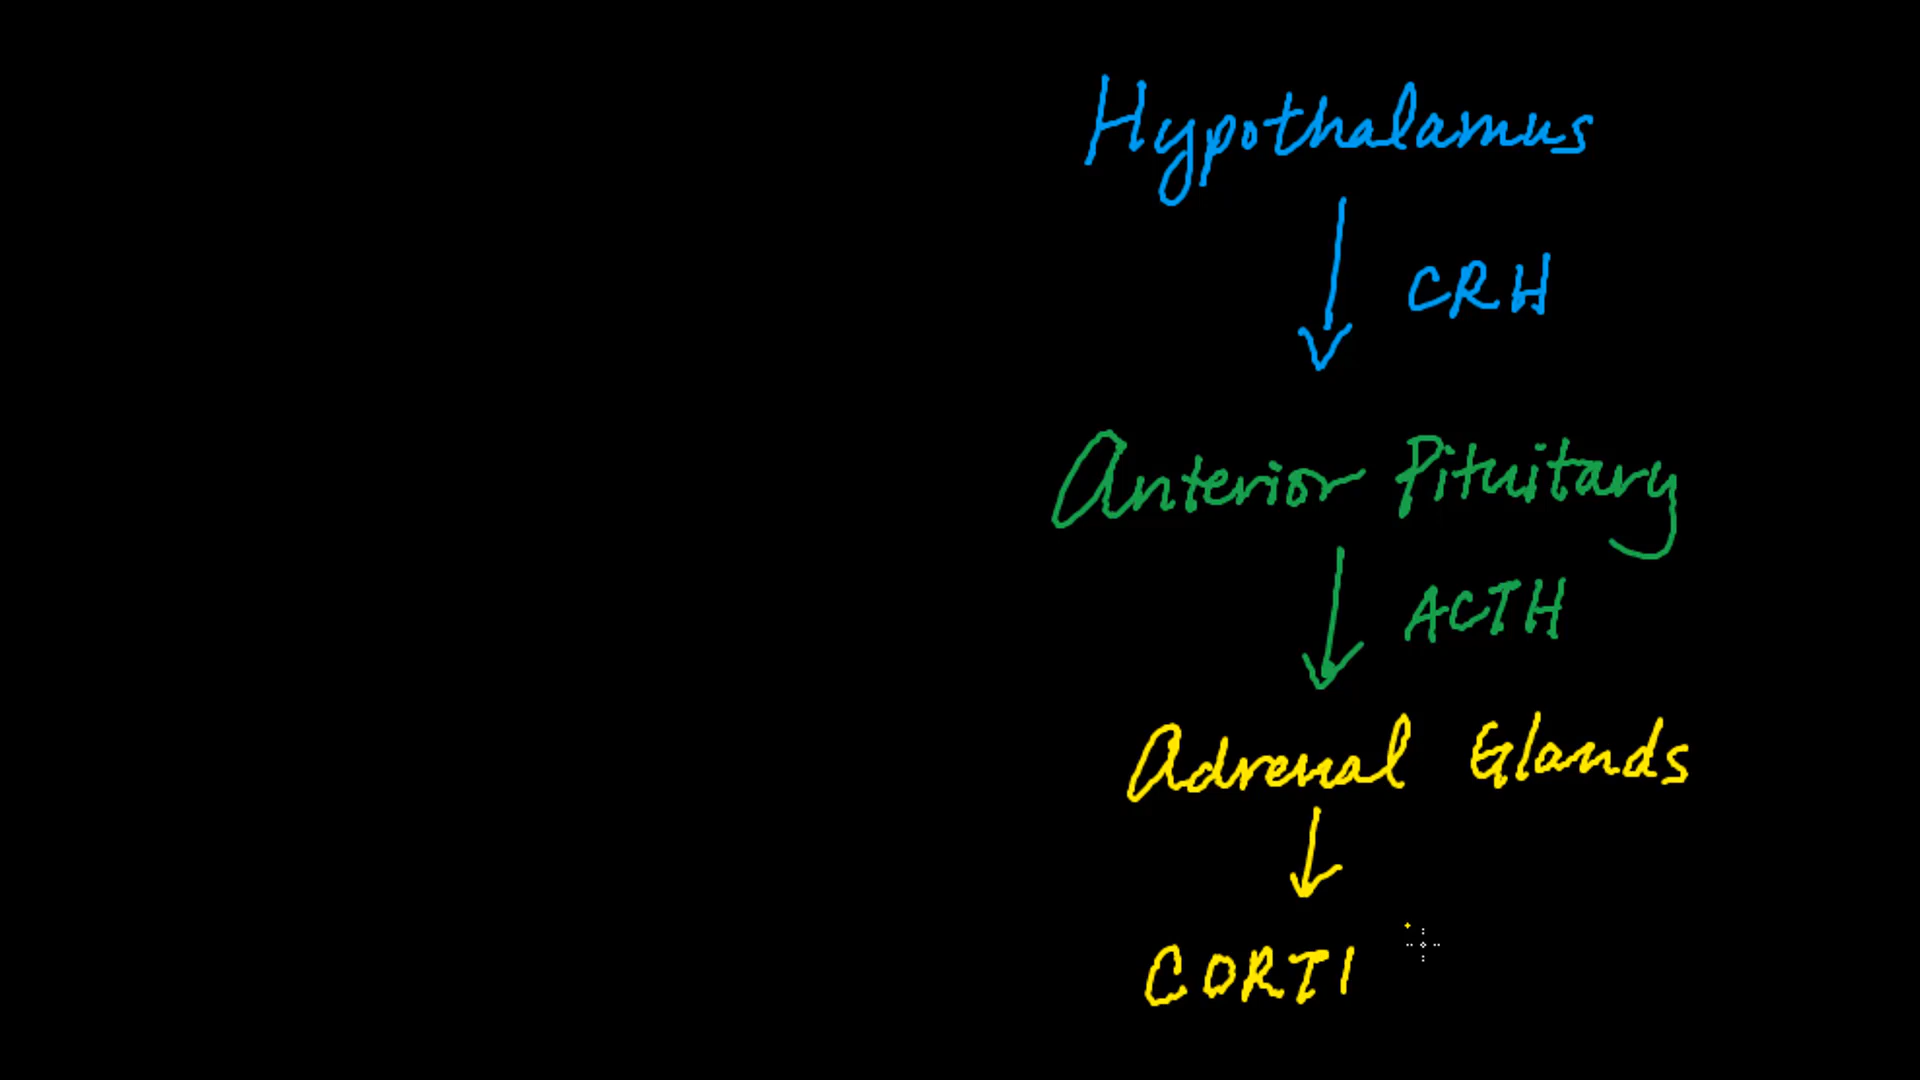 Hypothalamus
CRH
Anterior Pituitary
ACTH
Adrenal Glands
CORTI